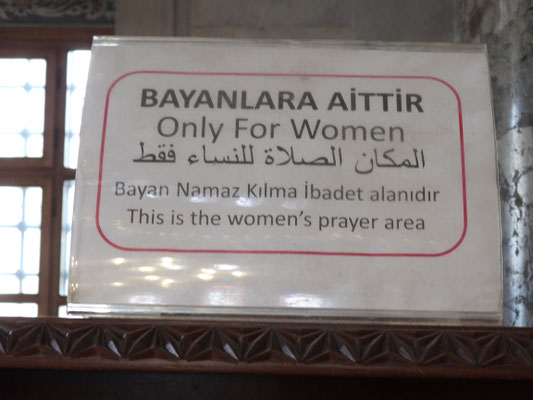 BAYANLARA AİTTİR
Only For Women
المكان الصلاة للنساء فقط
Bayan Namaz Kılma İbadet alanıdır
This is the women's prayer area